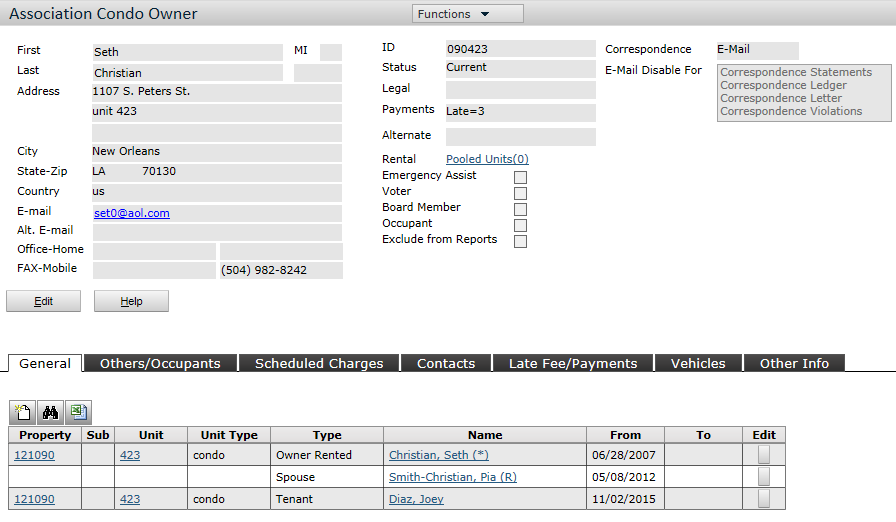 Association Condo Owner
Functions
First Seth MI
Last Christian
Address 1107 S. Peters St.
unit 423
City New Orleans
State-Zip LA 70130
Country us
E-mail set0@aol.com
Alt. E-mail
Office-Home
FAX-Mobile (504) 982-8242
ID 090423
Status Current
Legal
Payments Late=3
Alternate
Rental Pooled Units(0)
Emergency Assist
Voter
Board Member
Occupant
Exclude from Reports
Correspondence E-Mail
E-Mail Disable For Correspondence Statements
Correspondence Ledger
Correspondence Letter
Correspondence Violations
Edit Help
General Others/Occupants Scheduled Charges Contacts Late Fee/Payments Vehicles Other Info
Property Sub Unit Unit Type Type Name From To Edit
121090 423 condo Owner Rented Christian, Seth (*) 06/28/2007
Spouse Smith-Christian, Pia (R) 05/08/2012
121090 423 condo Tenant Diaz, Joey 11/02/2015